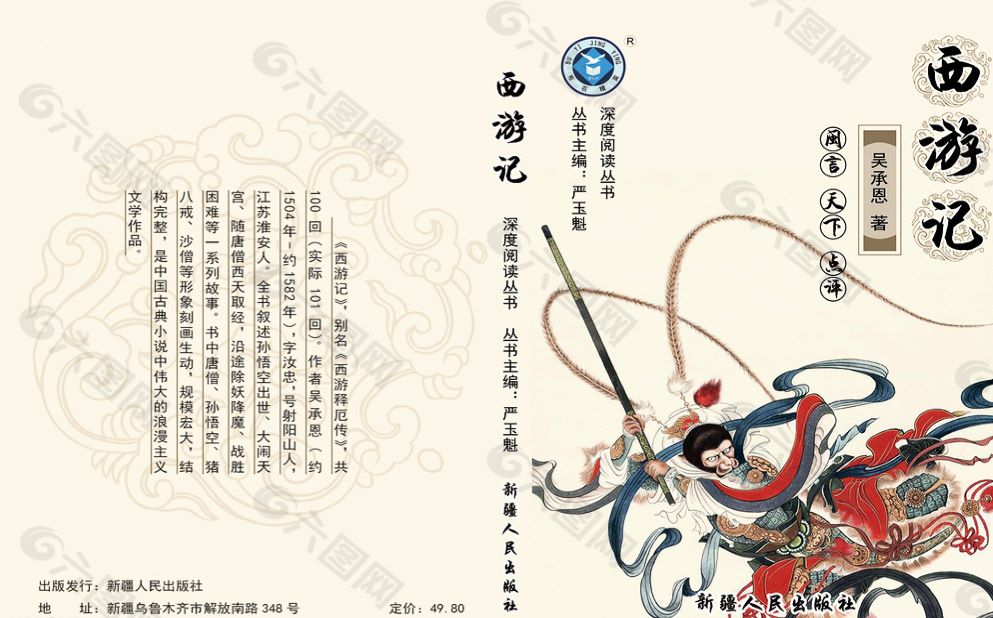 西游记
吴承恩 著
闽言 天下 点评
BU YI JING YING
R
深度阅读丛书
丛书主编：严玉魁
新疆人民出版社
西游记
深度阅读丛书 丛书主编：严玉魁
新疆人民出版社
《西游记》，别名《西游释厄传》，共
100 回（实际 101 回）。作者吴承恩（约
1504 年－约 1582 年），字汝忠，号射阳山人，
江苏淮安人。全书叙述孙悟空出世、大闹天
宫、随唐僧西天取经，沿途除妖降魔、战胜
困难等一系列故事。书中唐僧、孙悟空、猪
八戒、沙僧等形象刻画生动，规模宏大，结
构完整，是中国古典小说中伟大的浪漫主义
文学作品。
出版发行：新疆人民出版社
地 址：新疆乌鲁木齐市解放南路 348 号
定价：49.80
六图网